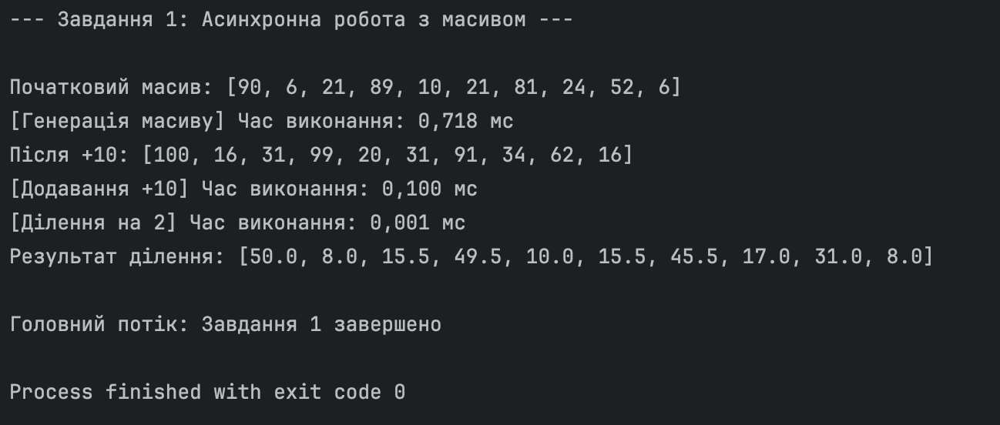 --- Завдання 1: Асинхронна робота з масивом ---
Початковий масив: [90, 6, 21, 89, 10, 21, 81, 24, 52, 6]
[Генерація масиву] Час виконання: 0,718 мс
Після +10: [100, 16, 31, 99, 20, 31, 91, 34, 62, 16]
[Додавання +10] Час виконання: 0,100 мс
[Ділення на 2] Час виконання: 0,001 мс
Результат ділення: [50.0, 8.0, 15.5, 49.5, 10.0, 15.5, 45.5, 17.0, 31.0, 8.0]
Головний потік: Завдання 1 завершено
Process finished with exit code 0